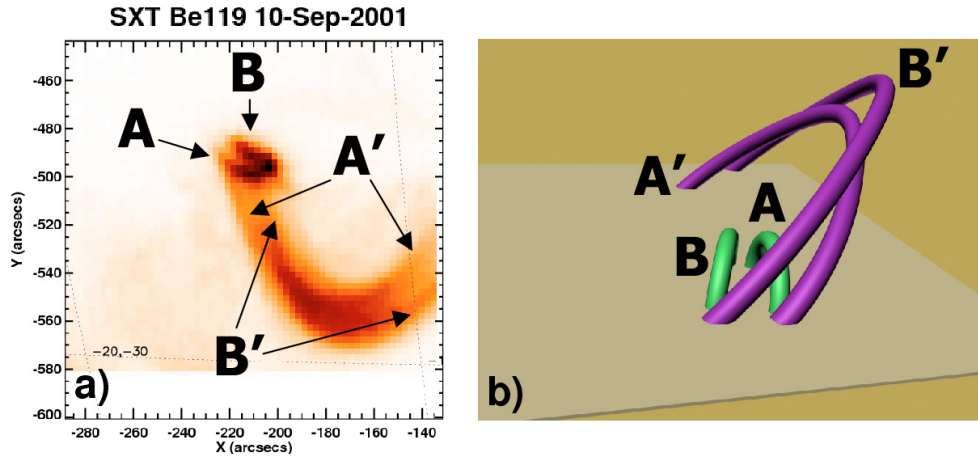 SXT Be119 10-Sep-2001
B
A
A′
B′
-460
-480
-500
-520
-540
-560
-580
-600
Y (arcsecs)
-20,-30
a)
-280 -260 -240 -220 -200 -180 -160 -140
X (arcsecs)
B′
A′
A
B
b)